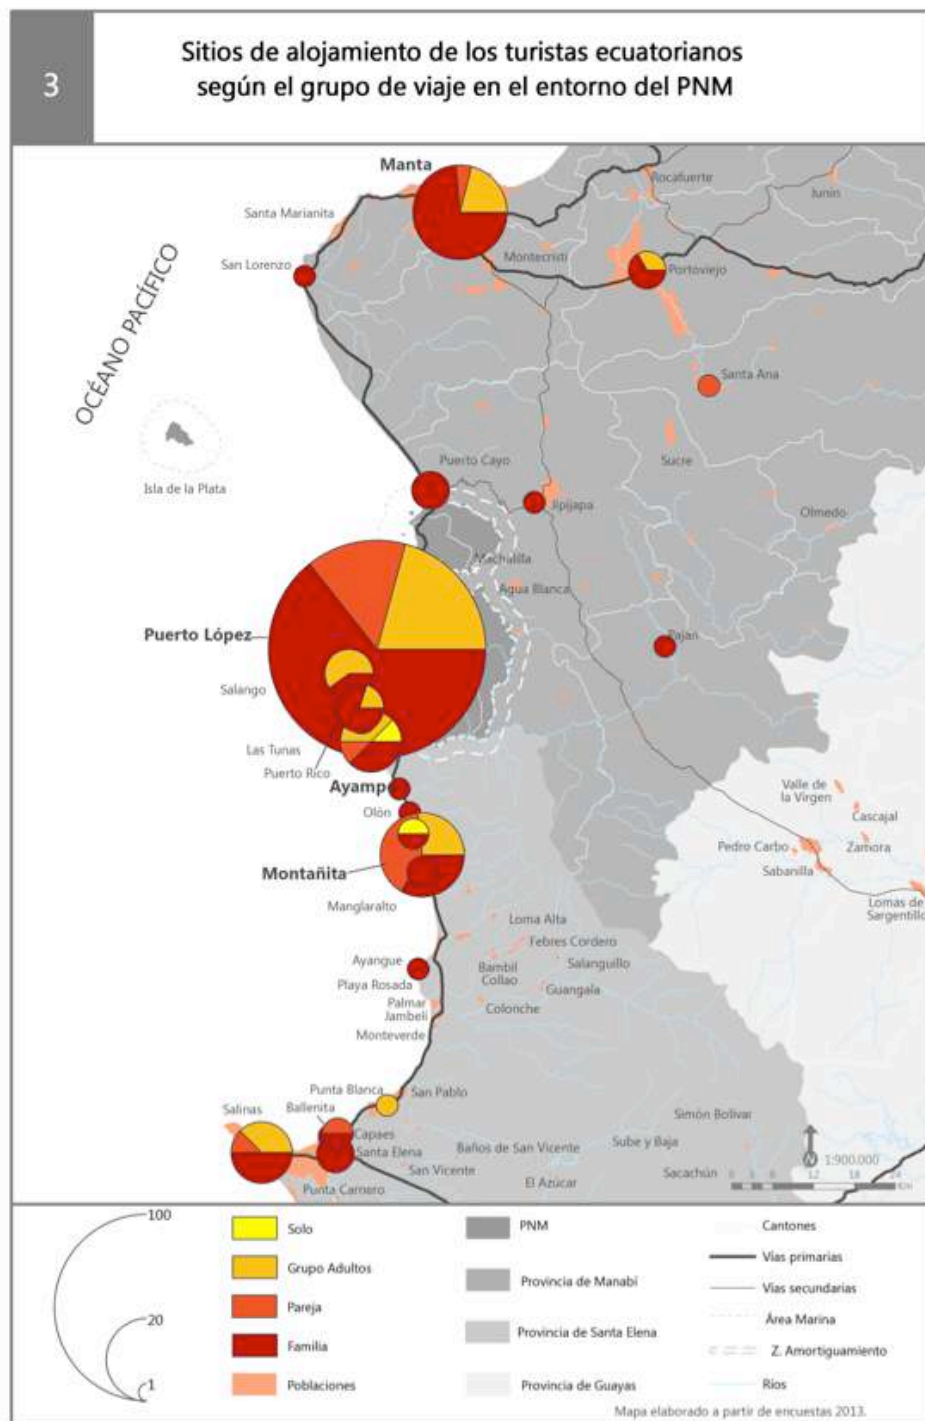 3
Sitios de alojamiento de los turistas ecuatorianos
según el grupo de viaje en el entorno del PNM
Manta
Rocafuerte
Junín
Santa Marianita
Montecristi
San Lorenzo
Portoviejo
OCÉANO PACÍFICO
Santa Ana
Puerto Cayo
Sucre
Isla de la Plata
Jipijapa
Olmedo
Machalilla
Agua Blanca
Puerto López
Paján
Salango
Las Tunas
Puerto Rico
Ayamp
Valle de
la Virgen
Olón
Cascajal
Pedro Carbo
Zamora
Montañita
Sabanilla
Manglaralto
Lomas de
Sargentillo
Loma Alta
Febres Cordero
Ayangue
Bambil
Collao
Salanguillo
Playa Rosada
Guangala
Palmar
Jambelí
Colonche
Monteverde
Punta Blanca
San Pablo
Salinas
Ballenita
Simón Bolívar
Capaes
Baños de San Vicente
Sube y Baja
Santa Elena
San Vicente
N 1:900.000
Punta Carnero
El Azúcar
Sacachún
0 6 12 18 24
Km
100
20
1
Solo
Grupo Adultos
Pareja
Familia
Poblaciones
PNM
Provincia de Manabí
Provincia de Santa Elena
Provincia de Guayas
Cantones
Vías primarias
Vías secundarias
Área Marina
Z. Amortiguamiento
Ríos
Mapa elaborado a partir de encuestas 2013.